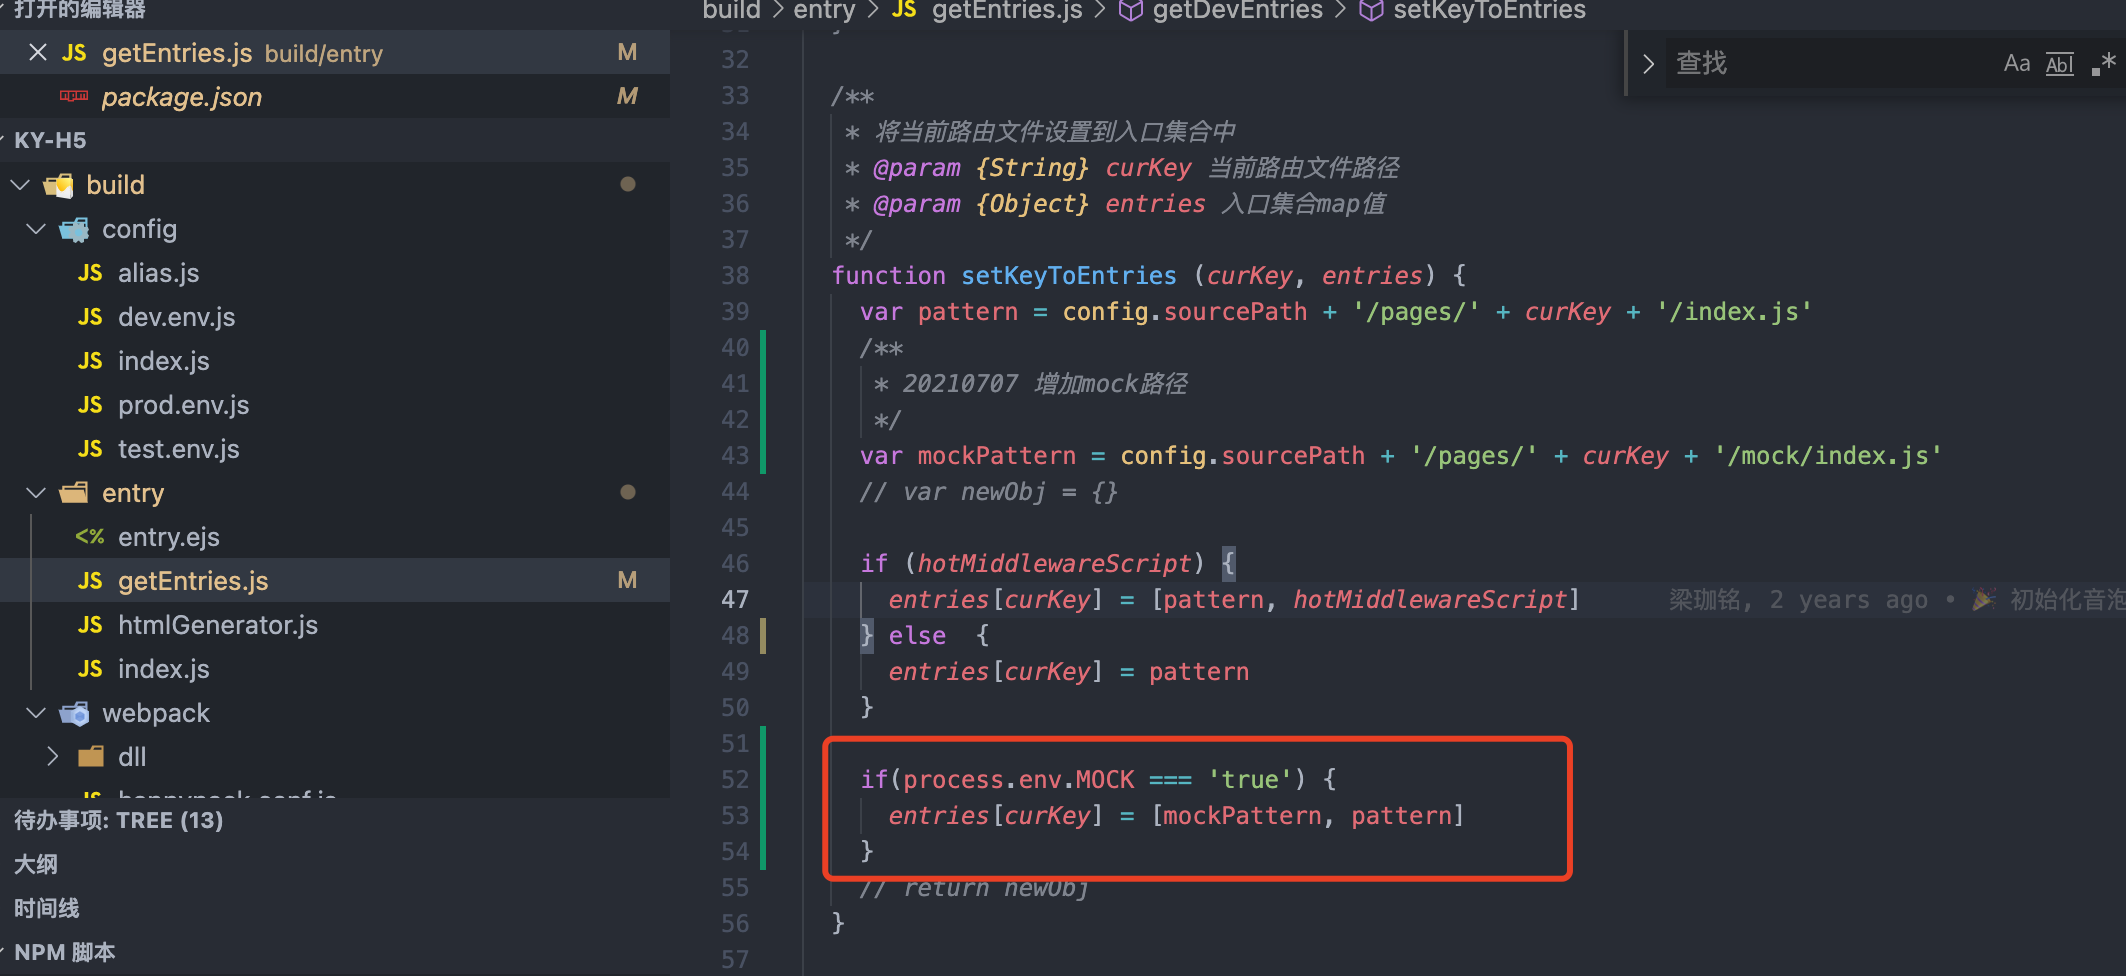 打开的编辑器
JS getEntries.js build/entry M
package.json M
KY-H5
build
config
JS alias.js
JS dev.env.js
JS index.js
JS prod.env.js
JS test.env.js
entry
<% entry.ejs
JS getEntries.js M
JS htmlGenerator.js
JS index.js
webpack
dll
待办事项: TREE (13)
大纲
时间线
NPM 脚本
build > entry > JS getEntries.js > getDevEntries > setKeyToEntries
查找 Aa Abl .*
32
33 /**
34 * 将当前路由文件设置到入口集合中
35 * @param {String} curKey 当前路由文件路径
36 * @param {Object} entries 入口集合map值
37 */
38 function setKeyToEntries (curKey, entries) {
39 var pattern = config.sourcePath + '/pages/' + curKey + '/index.js'
40 /**
41 * 20210707 增加mock路径
42 */
43 var mockPattern = config.sourcePath + '/pages/' + curKey + '/mock/index.js'
44 // var newObj = {}
45
46 if (hotMiddlewareScript) {
47 entries[curKey] = [pattern, hotMiddlewareScript] 梁珈铭, 2 years ago • 🎉 初始化音泡
48 } else {
49 entries[curKey] = pattern
50 }
51
52 if(process.env.MOCK === 'true') {
53 entries[curKey] = [mockPattern, pattern]
54 }
55 // return newObj
56 }
57